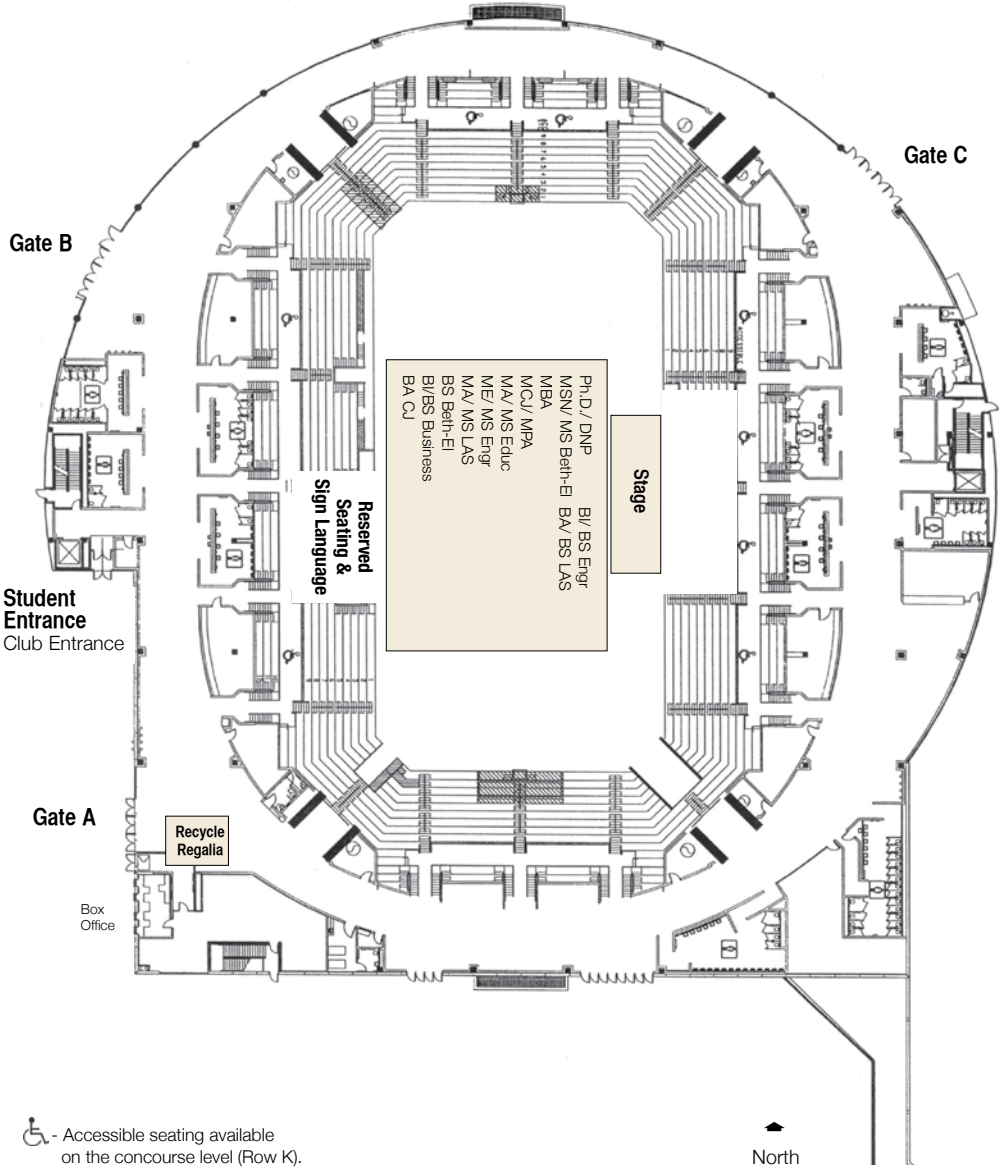 Gate C
Gate B
ACCESSIBLE
Ph.D./ DNP BI/ BS Engr
MSN/ MS Beth-El BA/ BS LAS
MBA
MCJ/ MPA
MA/ MS Educ
ME/ MS Engr
MA/ MS LAS
BS Beth-El
BI/BS Business
BA CJ
Stage
Reserved
Seating &
Sign Language
Student
Entrance
Club Entrance
Gate A
Recycle
Regalia
Box
Office
- Accessible seating available
on the concourse level (Row K).
North